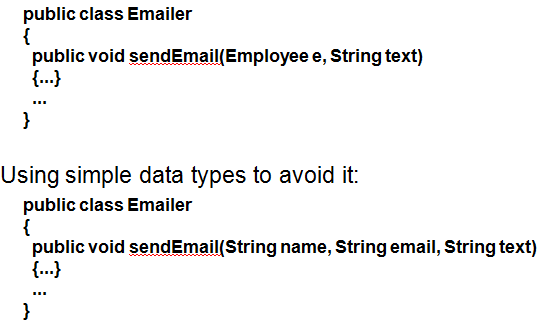 public class Emailer
{
public void sendEmail(Employee e, String text)
{...}
...
}
Using simple data types to avoid it:
public class Emailer
{
public void sendEmail(String name, String email, String text)
{...}
...
}